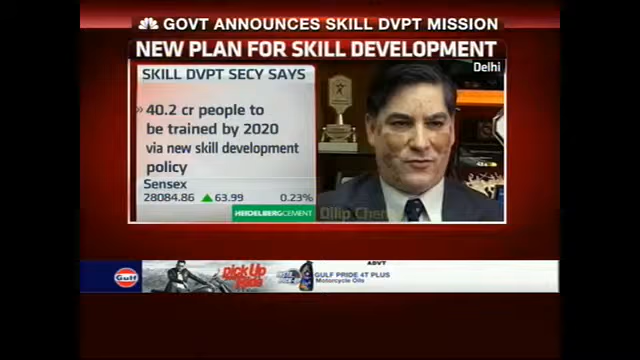 GOVT ANNOUNCES SKILL DVPT MISSION
NEW PLAN FOR SKILL DEVELOPMENT
Delhi
SKILL DVPT SECY SAYS
» 40.2 cr people to
be trained by 2020
via new skill development
policy
Sensex
28084.86 ▲ 63.99 0.23%
HEIDELBERGCEMENT
Dilip Chen
ADVT
Gulf
pick Up
Ride
GULF PRIDE 4T PLUS
Motorcycle Oils